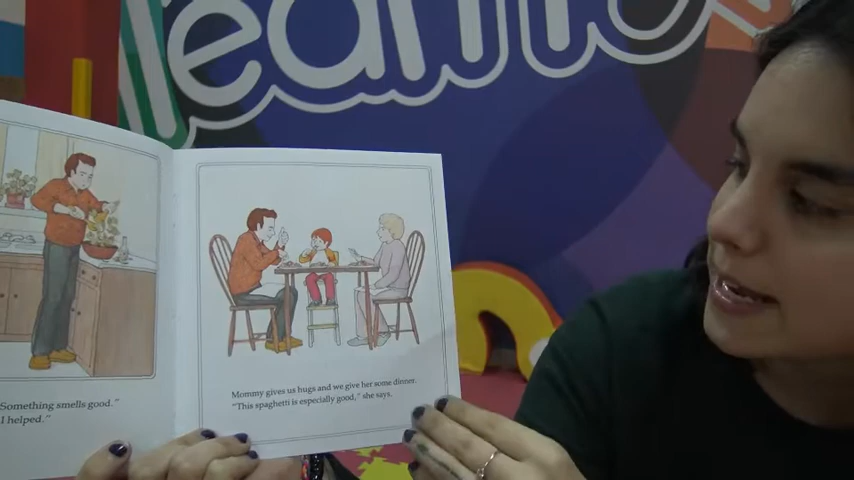 learning
Something smells good."
I helped."
Mommy gives us hugs and we give her some dinner.
"This spaghetti is especially good," she says.